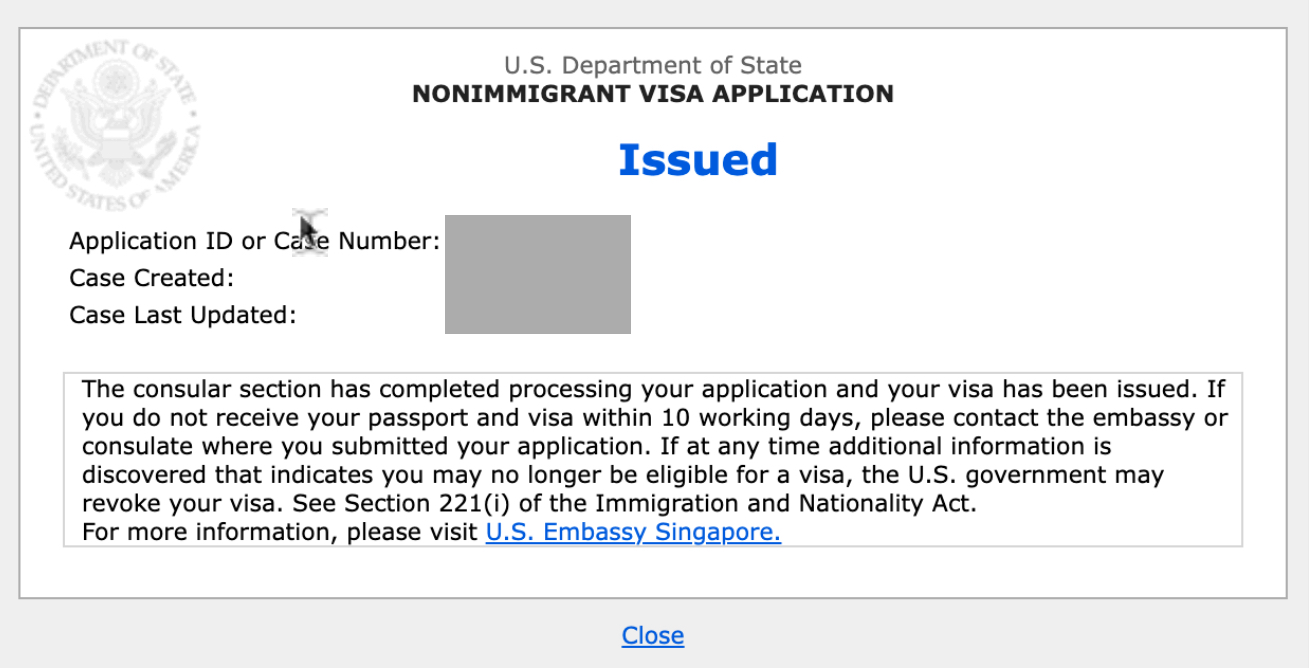 DEPARTMENT OF STATE
UNITED STATES OF AMERICA
U.S. Department of State
NONIMMIGRANT VISA APPLICATION
Issued
Application ID or Case Number:
Case Created:
Case Last Updated:
The consular section has completed processing your application and your visa has been issued. If
you do not receive your passport and visa within 10 working days, please contact the embassy or
consulate where you submitted your application. If at any time additional information is
discovered that indicates you may no longer be eligible for a visa, the U.S. government may
revoke your visa. See Section 221(i) of the Immigration and Nationality Act.
For more information, please visit U.S. Embassy Singapore.
Close